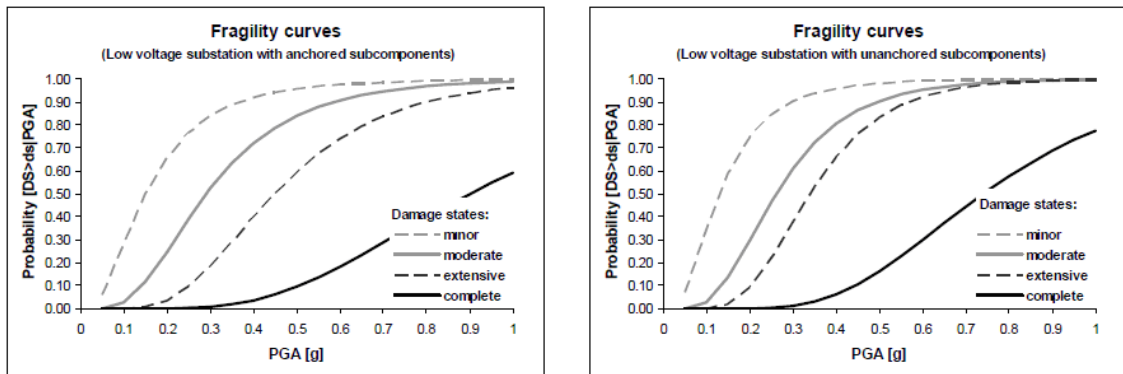 Fragility curves
(Low voltage substation with anchored subcomponents)
Probability [DS>ds|PGA]
1.00
0.90
0.80
0.70
0.60
0.50
0.40
0.30
0.20
0.10
0.00
Damage states:
minor
moderate
extensive
complete
0 0.1 0.2 0.3 0.4 0.5 0.6 0.7 0.8 0.9 1
PGA [g]
Fragility curves
(Low voltage substation with unanchored subcomponents)
Probability [DS>ds|PGA]
1.00
0.90
0.80
0.70
0.60
0.50
0.40
0.30
0.20
0.10
0.00
Damage states:
minor
moderate
extensive
complete
0 0.1 0.2 0.3 0.4 0.5 0.6 0.7 0.8 0.9 1
PGA [g]